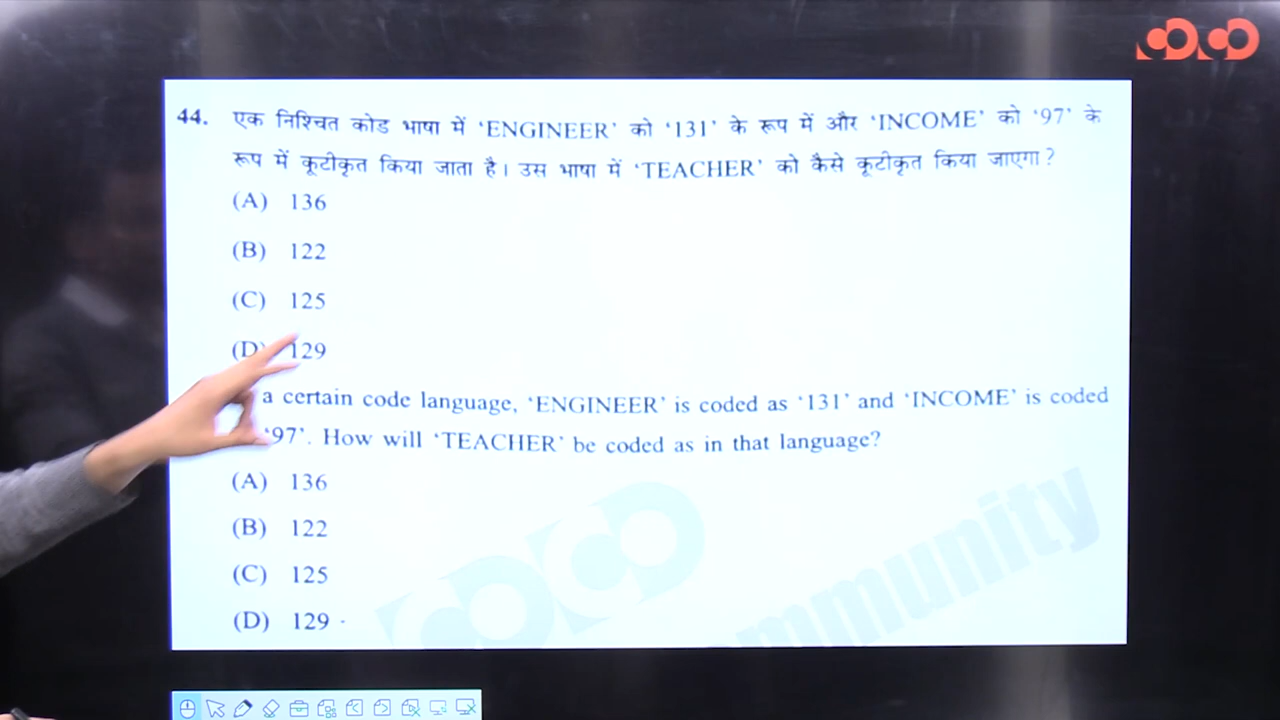 44. एक निश्चित कोड भाषा में 'ENGINEER' को '131' के रूप में और 'INCOME' को '97' के
रूप में कूटीकृत किया जाता है। उस भाषा में 'TEACHER' को कैसे कूटीकृत किया जाएगा?
(A) 136
(B) 122
(C) 125
(D) 129
a certain code language, 'ENGINEER' is coded as '131' and 'INCOME' is coded
'97'. How will 'TEACHER' be coded as in that language?
(A) 136
(B) 122
(C) 125
(D) 129
mmunity